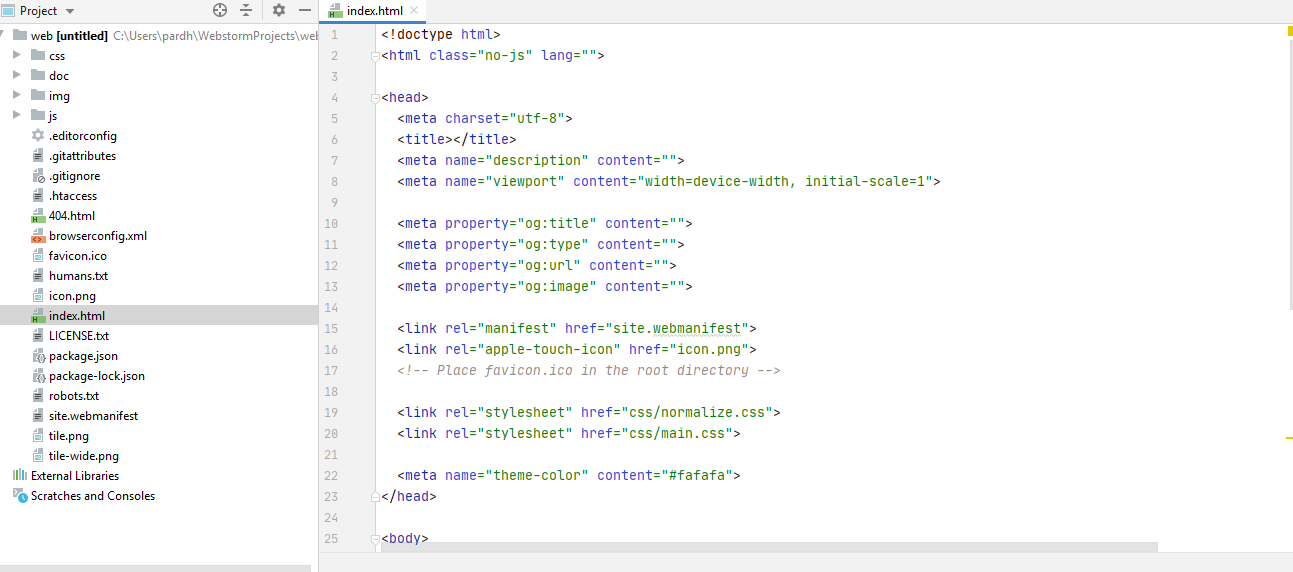 Project
web [untitled] C:\Users\pardh\WebstormProjects\web
css
doc
img
js
.editorconfig
.gitattributes
.gitignore
.htaccess
404.html
browserconfig.xml
favicon.ico
humans.txt
icon.png
index.html
LICENSE.txt
package.json
package-lock.json
robots.txt
site.webmanifest
tile.png
tile-wide.png
External Libraries
Scratches and Consoles
index.html
1 <!doctype html>
2 <html class="no-js" lang="">
3
4 <head>
5 <meta charset="utf-8">
6 <title></title>
7 <meta name="description" content="">
8 <meta name="viewport" content="width=device-width, initial-scale=1">
9
10 <meta property="og:title" content="">
11 <meta property="og:type" content="">
12 <meta property="og:url" content="">
13 <meta property="og:image" content="">
14
15 <link rel="manifest" href="site.webmanifest">
16 <link rel="apple-touch-icon" href="icon.png">
17 <!-- Place favicon.ico in the root directory -->
18
19 <link rel="stylesheet" href="css/normalize.css">
20 <link rel="stylesheet" href="css/main.css">
21
22 <meta name="theme-color" content="#fafafa">
23 </head>
24
25 <body>